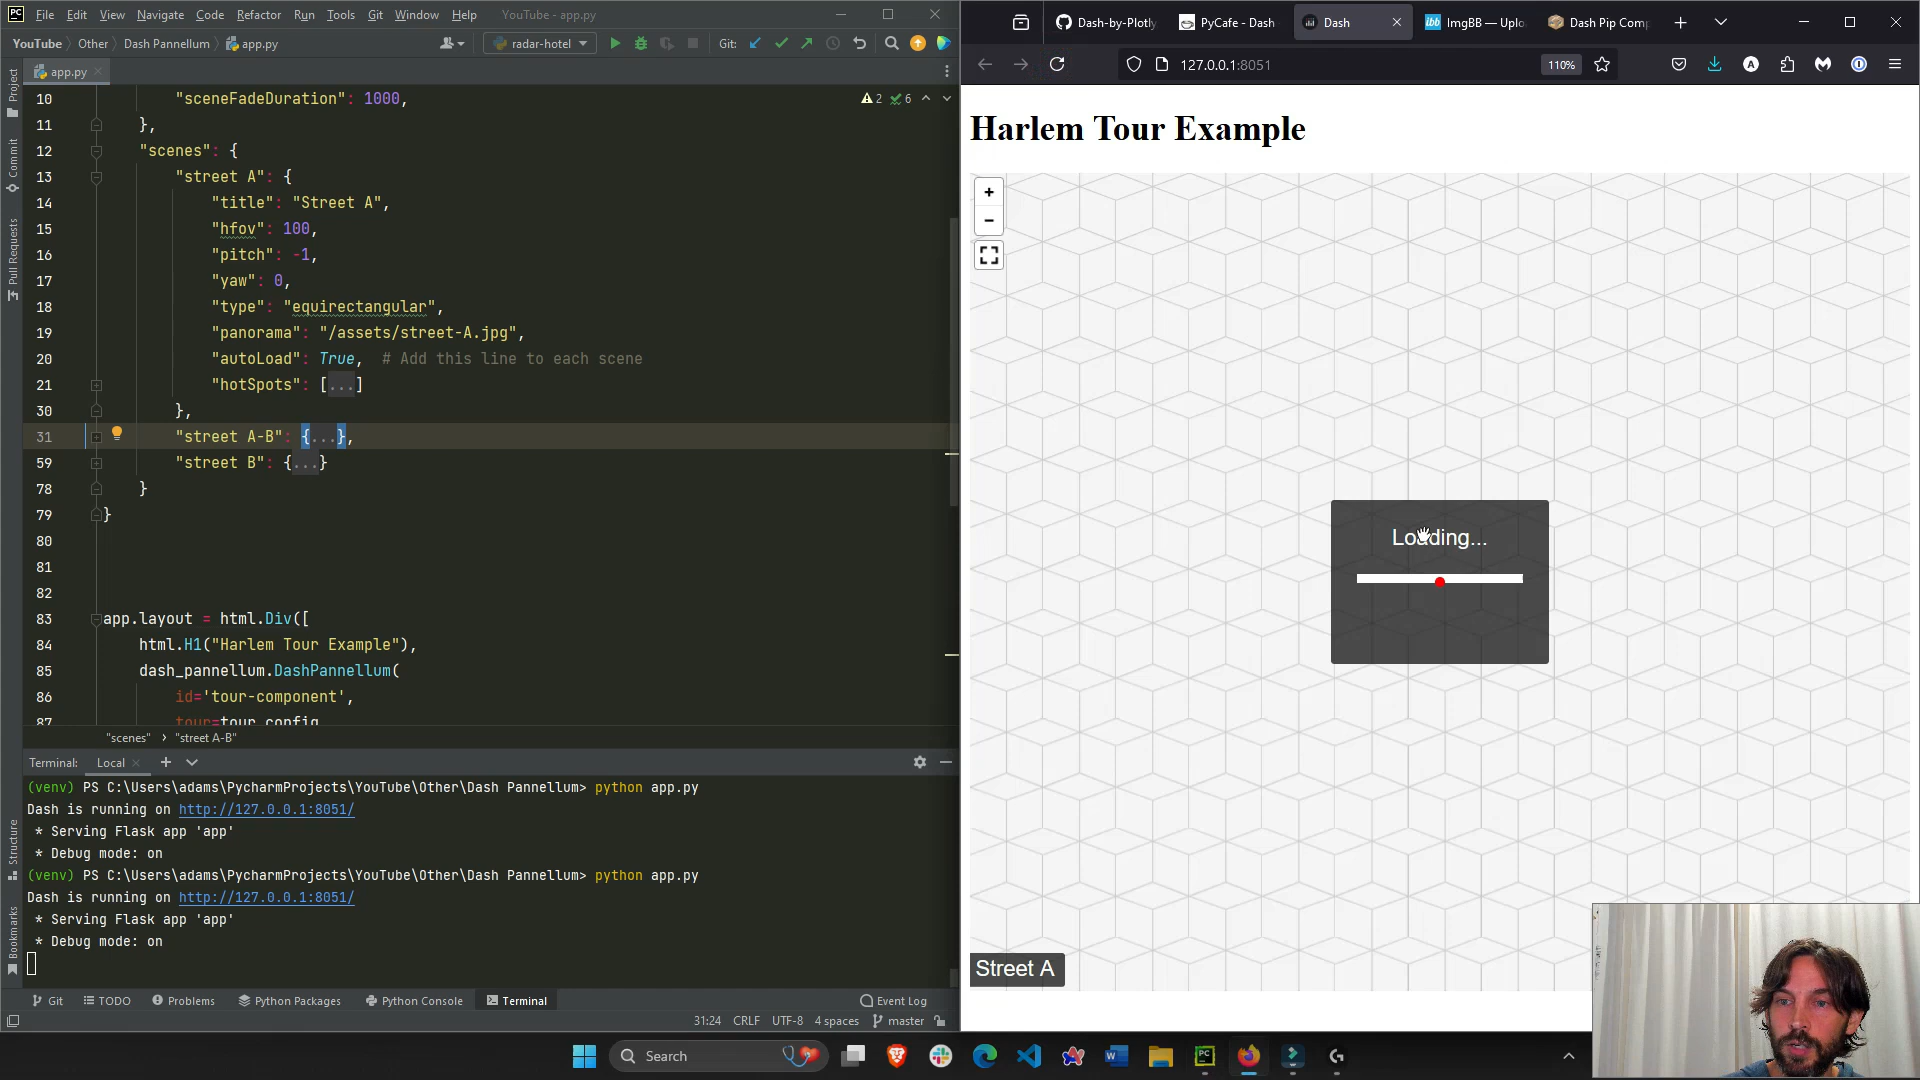 File Edit View Navigate Code Refactor Run Tools Git Window Help YouTube - app.py
YouTube Other Dash Pannellum app.py radar-hotel Git:
app.py
Project
Commit
Pull Requests
Structure
Bookmarks
2 6
10 "sceneFadeDuration": 1000,
11 },
12 "scenes": {
13 "street A": {
14 "title": "Street A",
15 "hfov": 100,
16 "pitch": -1,
17 "yaw": 0,
18 "type": "equirectangular",
19 "panorama": "/assets/street-A.jpg",
20 "autoLoad": True, # Add this line to each scene
21 "hotSpots": [...]
30 },
31 "street A-B": {...},
59 "street B": {...}
78 }
79 }
80
81
82
83 app.layout = html.Div([
84 html.H1("Harlem Tour Example"),
85 dash_pannellum.DashPannellum(
86 id='tour-component',
87 tour=tour_config
"scenes" › "street A-B"
Terminal: Local
(venv) PS C:\Users\adams\PycharmProjects\YouTube\Other\Dash Pannellum> python app.py
Dash is running on http://127.0.0.1:8051/
* Serving Flask app 'app'
* Debug mode: on
(venv) PS C:\Users\adams\PycharmProjects\YouTube\Other\Dash Pannellum> python app.py
Dash is running on http://127.0.0.1:8051/
* Serving Flask app 'app'
* Debug mode: on
Git TODO Problems Python Packages Python Console Terminal Event Log
31:24 CRLF UTF-8 4 spaces master
Dash-by-Plotly PyCafe - Dash Dash ImgBB — Uplo Dash Pip Comp
127.0.0.1:8051 110%
Harlem Tour Example
+
−
Loading...
Street A
Search